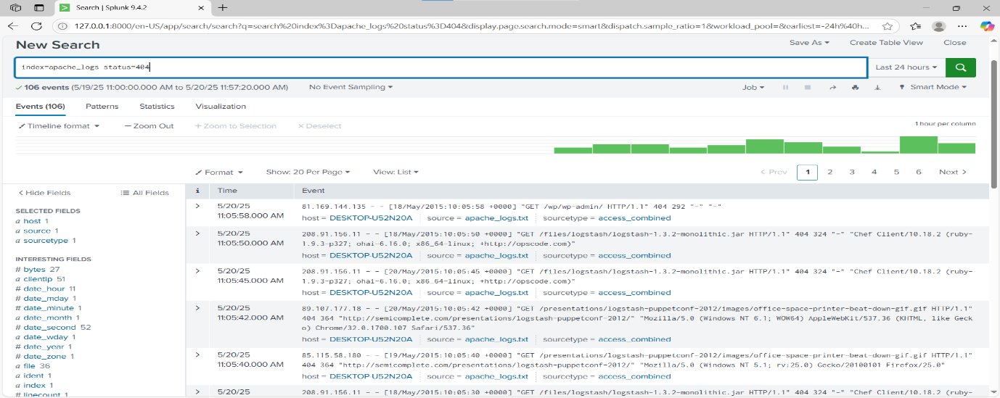 Search | Splunk 9.4.2
127.0.0.1:8000/en-US/app/search/search?q=search%20index%3Dapache_logs%20status%3D404&display.page.search.mode=smart&dispatch.sample_ratio=1&workload_pool=&earliest=-24h%40h...
New Search
Save As
Create Table View
Close
index=apache_logs status=404
Last 24 hours
106 events (5/19/25 11:00:00.000 AM to 5/20/25 11:57:20.000 AM)
No Event Sampling
Job
Smart Mode
Events (106)
Patterns
Statistics
Visualization
Timeline format
— Zoom Out
+ Zoom to Selection
× Deselect
1 hour per column
Format
Show: 20 Per Page
View: List
< Prev
1
2
3
4
5
6
Next >
< Hide Fields
All Fields
SELECTED FIELDS
a host 1
a source 1
a sourcetype 1
INTERESTING FIELDS
# bytes 27
a clientip 51
# date_hour 11
# date_mday 1
# date_minute 1
a date_month 1
# date_second 52
a date_wday 1
# date_year 1
# date_zone 1
a file 36
a ident 1
a index 1
# linecount 1
i
Time
Event
5/20/25
11:05:58.000 AM
81.169.144.135 - - [18/May/2015:10:05:58 +0000] "GET /wp/wp-admin/ HTTP/1.1" 404 292 "-" "-"
host = DESKTOP-U52N20A
source = apache_logs.txt
sourcetype = access_combined
5/20/25
11:05:50.000 AM
208.91.156.11 - - [18/May/2015:10:05:50 +0000] "GET /files/logstash/logstash-1.3.2-monolithic.jar HTTP/1.1" 404 324 "-" "Chef Client/10.18.2 (ruby-
1.9.3-p327; ohai-6.16.0; x86_64-linux; +http://opscode.com)"
host = DESKTOP-U52N20A
source = apache_logs.txt
sourcetype = access_combined
5/20/25
11:05:45.000 AM
208.91.156.11 - - [20/May/2015:10:05:45 +0000] "GET /files/logstash/logstash-1.3.2-monolithic.jar HTTP/1.1" 404 324 "-" "Chef Client/10.18.2 (ruby-
1.9.3-p327; ohai-6.16.0; x86_64-linux; +http://opscode.com)"
host = DESKTOP-U52N20A
source = apache_logs.txt
sourcetype = access_combined
5/20/25
11:05:42.000 AM
89.107.177.18 - - [20/May/2015:10:05:42 +0000] "GET /presentations/logstash-puppetconf-2012/images/office-space-printer-beat-down-gif.gif HTTP/1.1"
404 364 "http://semicomplete.com/presentations/logstash-puppetconf-2012/" "Mozilla/5.0 (Windows NT 6.1; WOW64) AppleWebKit/537.36 (KHTML, like Geck
o) Chrome/32.0.1700.107 Safari/537.36"
host = DESKTOP-U52N20A
source = apache_logs.txt
sourcetype = access_combined
5/20/25
11:05:40.000 AM
85.115.58.180 - - [19/May/2015:10:05:40 +0000] "GET /presentations/logstash-puppetconf-2012/images/office-space-printer-beat-down-gif.gif HTTP/1.1"
404 364 "http://semicomplete.com/presentations/logstash-puppetconf-2012/" "Mozilla/5.0 (Windows NT 5.1; rv:25.0) Gecko/20100101 Firefox/25.0"
host = DESKTOP-U52N20A
source = apache_logs.txt
sourcetype = access_combined
5/20/25
208.91.156.11 - - [18/May/2015:10:05:30 +0000] "GET /files/logstash/logstash-1.3.2-monolithic.jar HTTP/1.1" 404 324 "-" "Chef Client/10.18.2 (ruby-